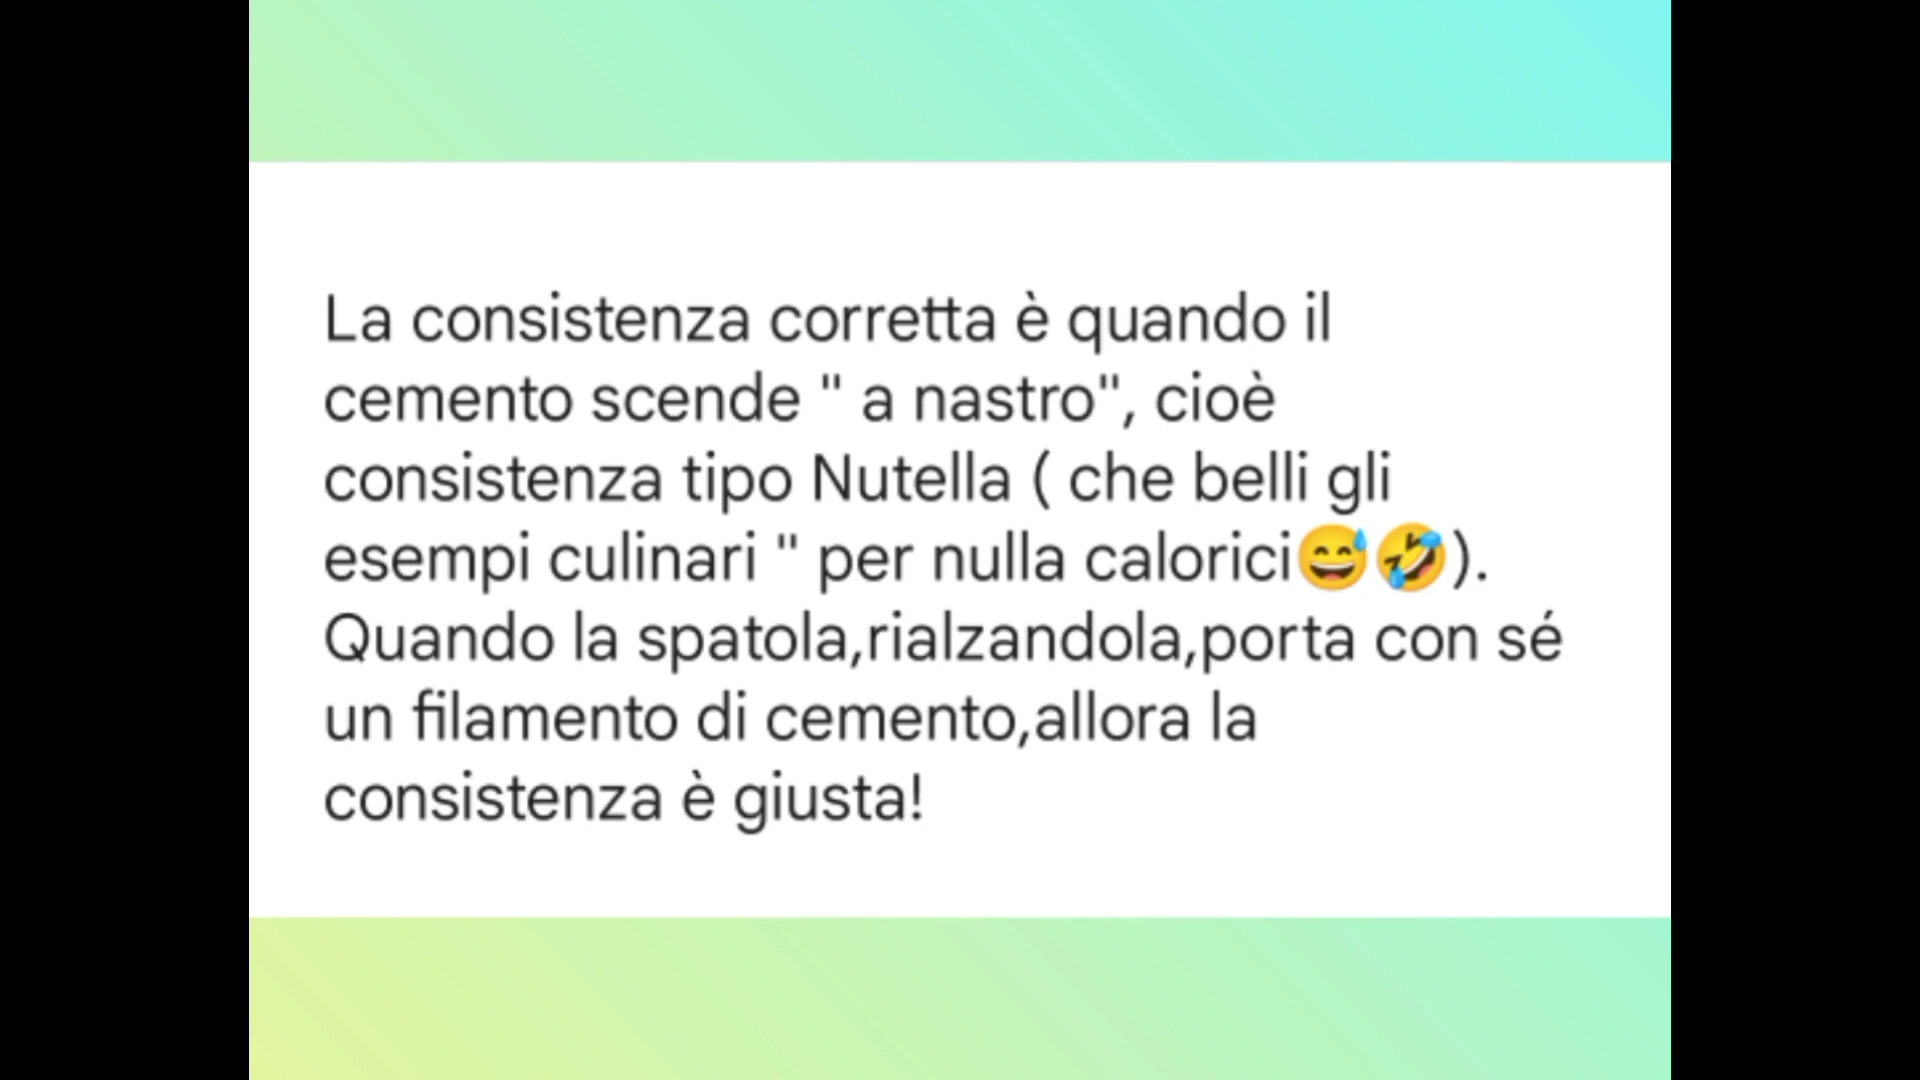 La consistenza corretta è quando il
cemento scende " a nastro", cioè
consistenza tipo Nutella ( che belli gli
esempi culinari " per nulla calorici😅🤣).
Quando la spatola,rialzandola,porta con sé
un filamento di cemento,allora la
consistenza è giusta!